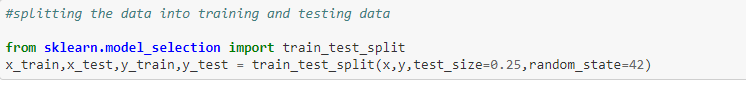 #splitting the data into training and testing data
from sklearn.model_selection import train_test_split
x_train,x_test,y_train,y_test = train_test_split(x,y,test_size=0.25,random_state=42)